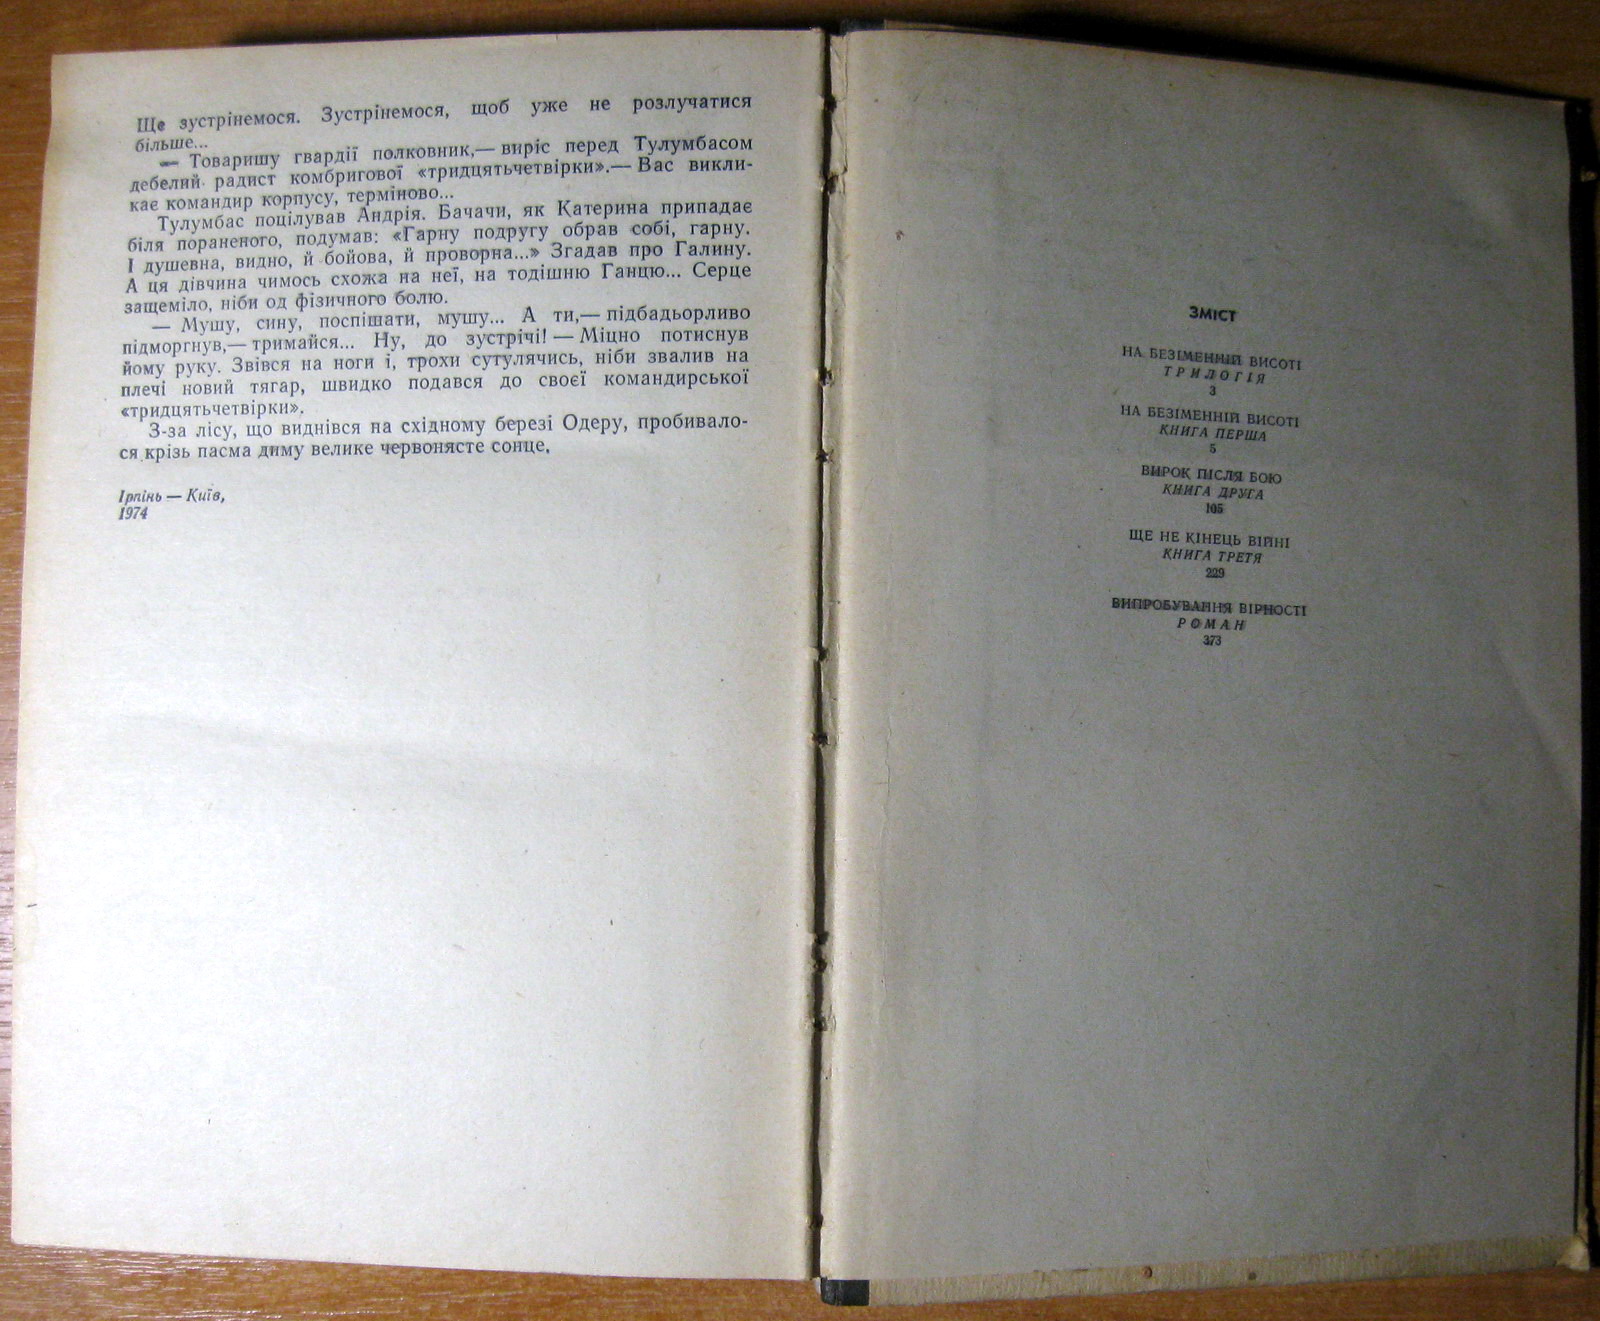 Ще зустрінемося. Зустрінемося, щоб уже не розлучатися
більше...
— Товаришу гвардії полковник,— виріс перед Тулумбасом
дебелий радист комбригової «тридцятьчетвірки».— Вас викли-
кає командир корпусу, терміново...
Тулумбас поцілував Андрія. Бачачи, як Катерина припадає
біля пораненого, подумав: «Гарну подругу обрав собі, гарну.
І душевна, видно, й бойова, й проворна...» Згадав про Галину.
А ця дівчина чимось схожа на неї, на тодішню Ганцю... Серце
защеміло, ніби од фізичного болю.
— Мушу, сину, поспішати, мушу... А ти,— підбадьорливо
підморгнув,— тримайся... Ну, до зустрічі! — Міцно потиснув
йому руку. Звівся на ноги і, трохи сутулячись, ніби звалив на
плечі новий тягар, швидко подався до своєї командирської
«тридцятьчетвірки».
З-за лісу, що виднівся на східному березі Одеру, пробивало-
ся крізь пасма диму велике червонясте сонце.
Ірпінь — Київ,
1974
ЗМІСТ
НА БЕЗІМЕННІЙ ВИСОТІ
ТРИЛОГІЯ
3
НА БЕЗІМЕННІЙ ВИСОТІ
КНИГА ПЕРША
5
ВИРОК ПІСЛЯ БОЮ
КНИГА ДРУГА
105
ЩЕ НЕ КІНЕЦЬ ВІЙНІ
КНИГА ТРЕТЯ
229
ВИПРОБУВАННЯ ВІРНОСТІ
РОМАН
373